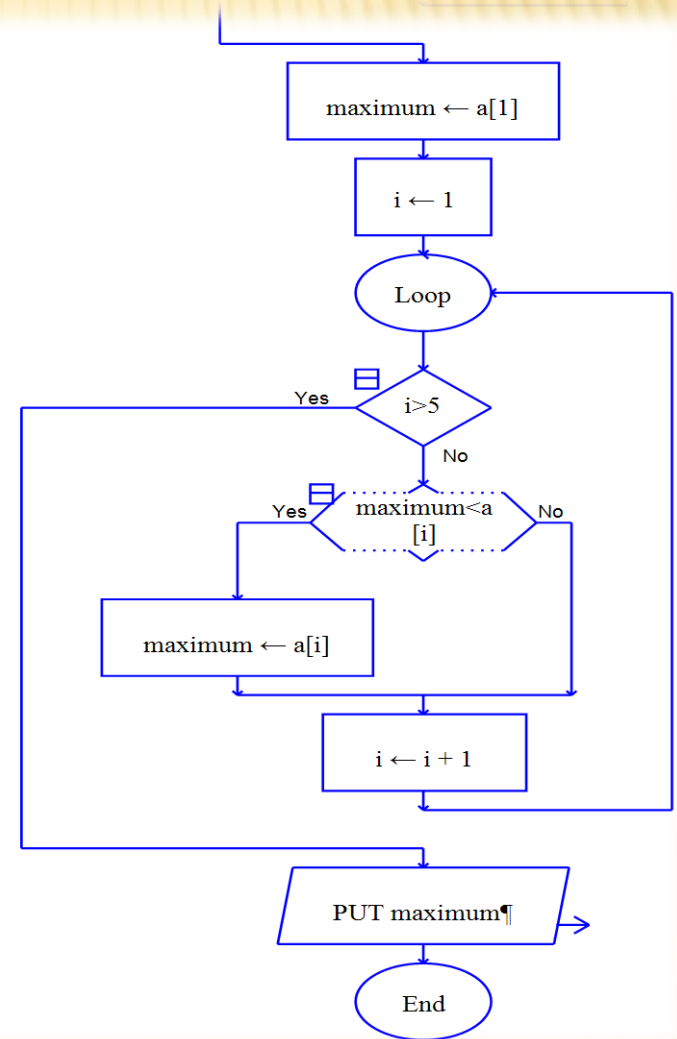 maximum ← a[1]
i ← 1
Loop
Yes
i>5
No
Yes
maximum<a
[i]
No
maximum ← a[i]
i ← i + 1
PUT maximum¶
End